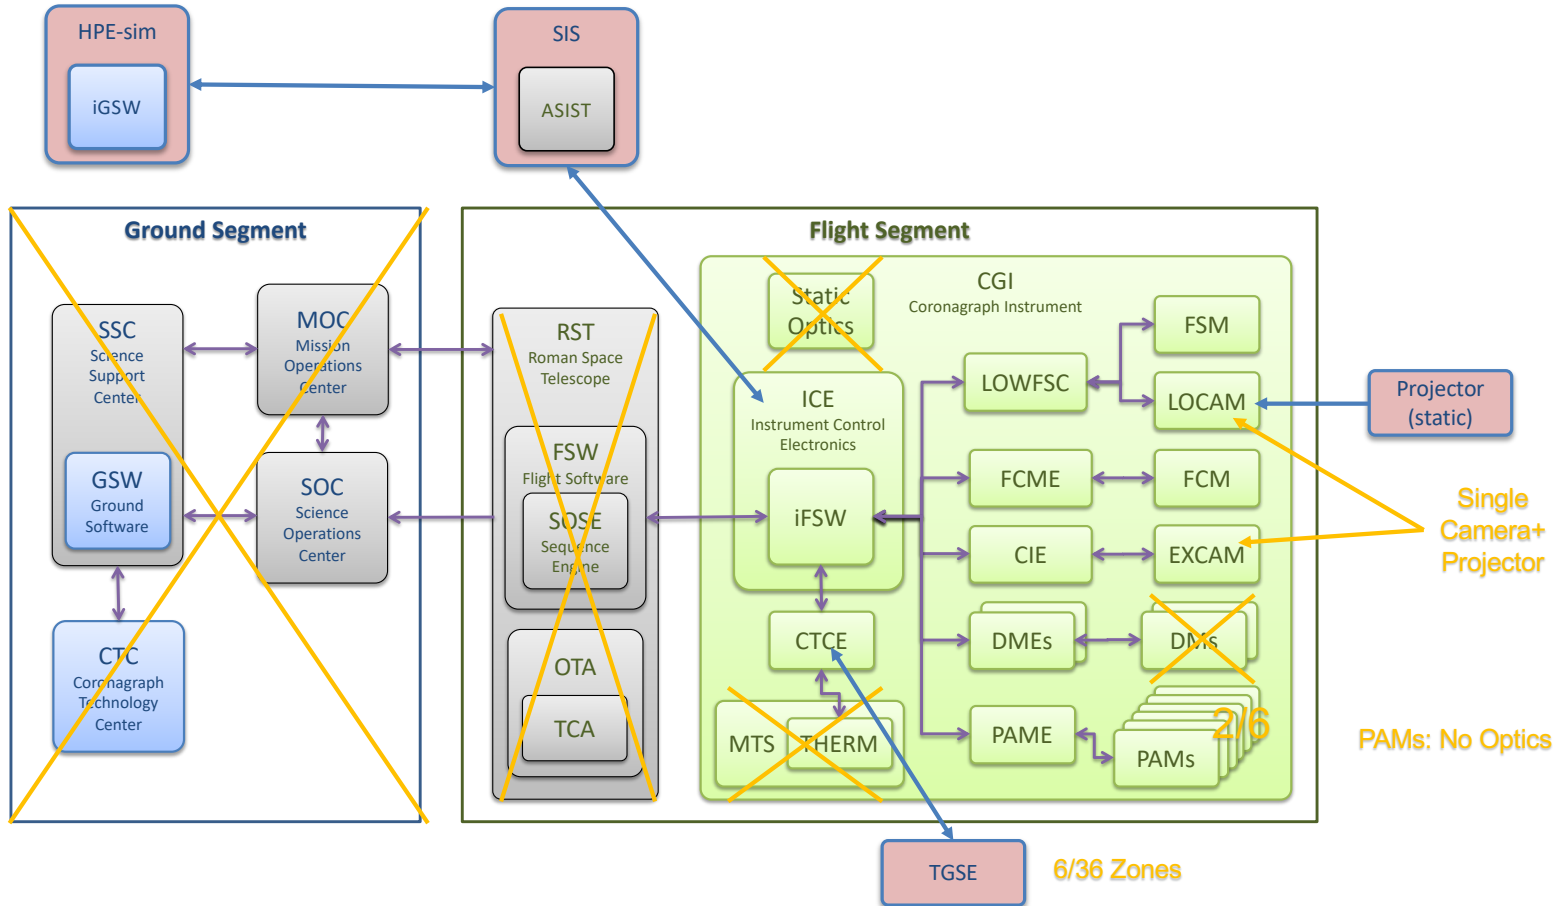 HPE-sim
iGSW
SIS
ASIST
Ground Segment
SSC
Science
Support
Center
GSW
Ground
Software
MOC
Mission
Operations
Center
SOC
Science
Operations
Center
CTC
Coronagraph
Technology
Center
Flight Segment
RST
Roman Space
Telescope
FSW
Flight Software
SOSE
Sequence
Engine
OTA
TCA
CGI
Coronagraph Instrument
Static
Optics
ICE
Instrument Control
Electronics
iFSW
CTCE
MTS
THERM
LOWFSC
FSM
LOCAM
FCME
FCM
CIE
EXCAM
DMEs
DMs
PAME
PAMs
2/6
Projector
(static)
Single
Camera+
Projector
PAMs: No Optics
TGSE
6/36 Zones